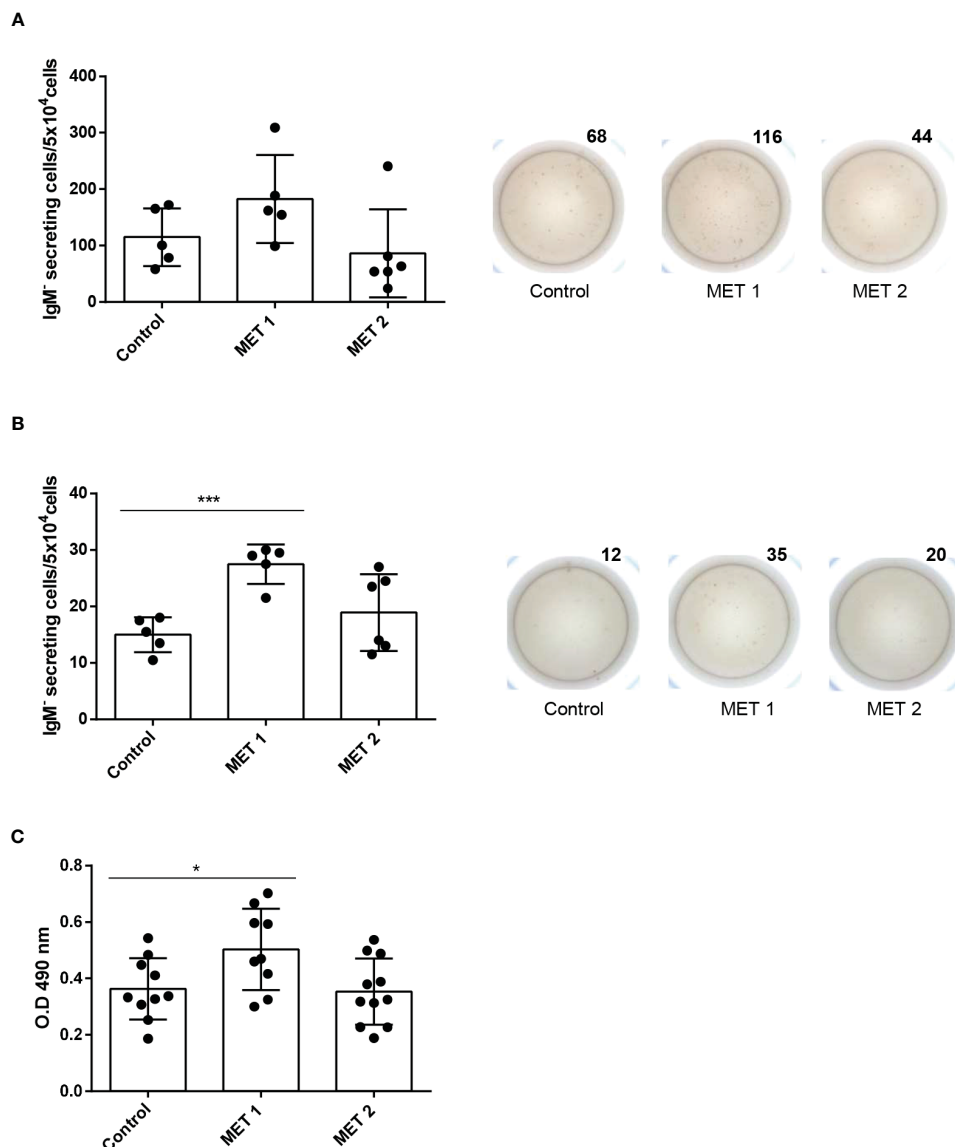 A
IgM⁻ secreting cells/5x10⁴cells
400
300
200
100
0
Control
MET 1
MET 2
68
116
44
Control
MET 1
MET 2
B
IgM⁻ secreting cells/5x10⁴cells
40
30
20
10
0
***
Control
MET 1
MET 2
12
35
20
Control
MET 1
MET 2
C
O.D 490 nm
0.8
0.6
0.4
0.2
0.0
*
Control
MET 1
MET 2